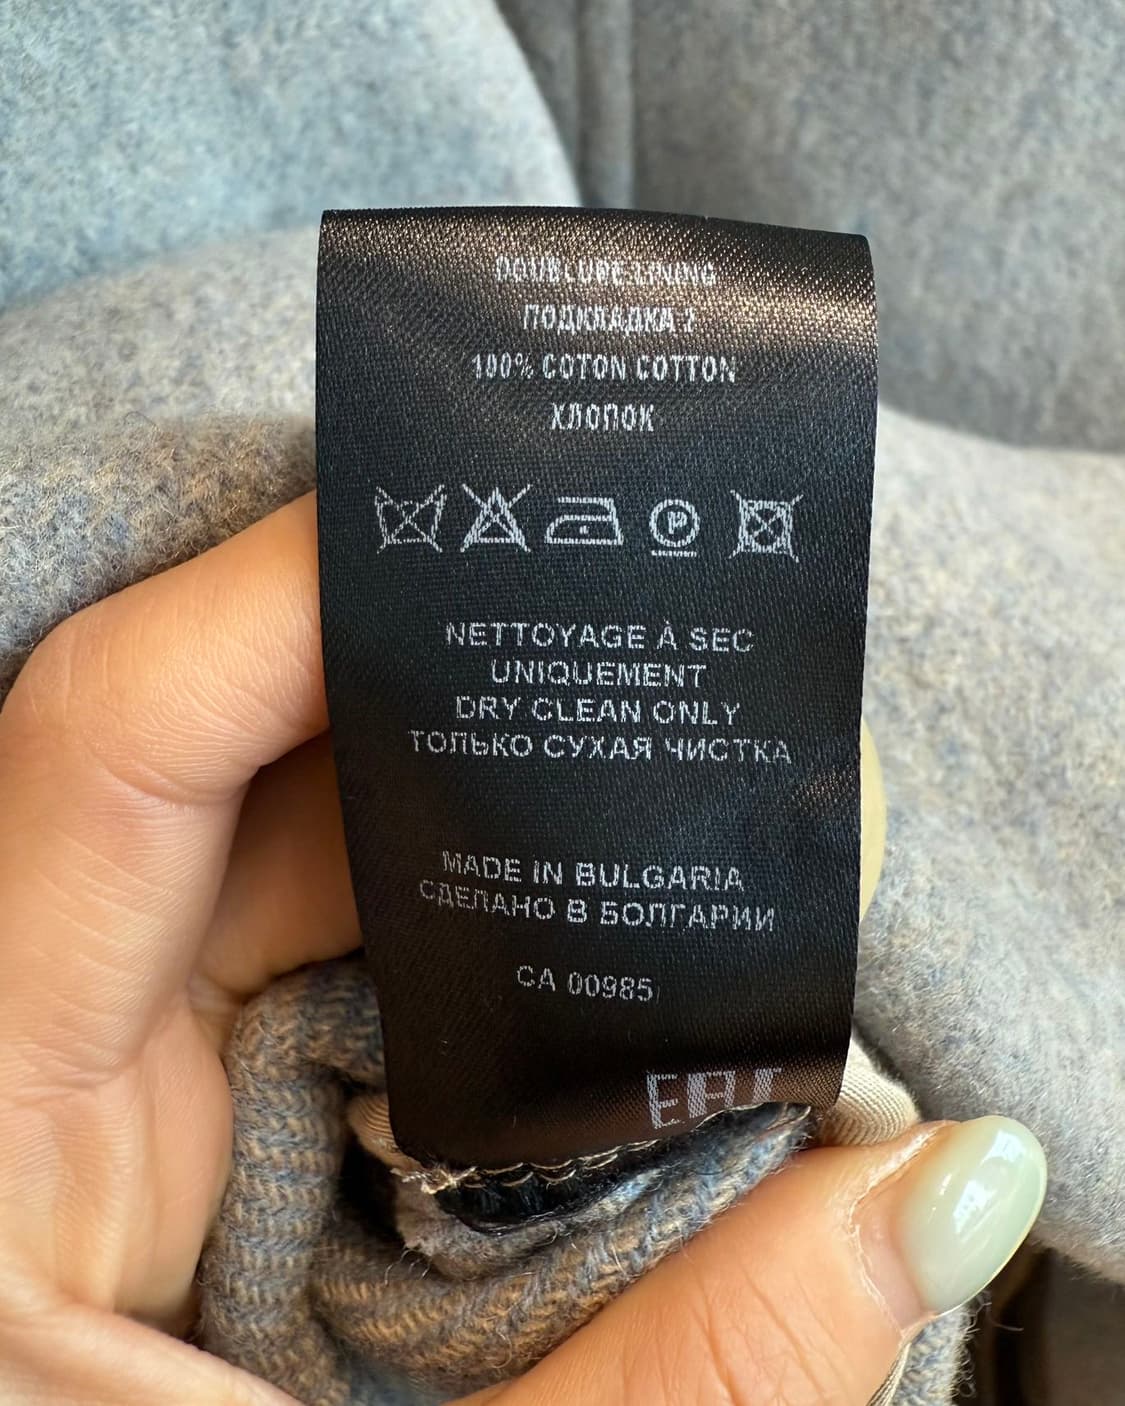 DOUBLURE LINING
ПОДКЛАДКА 2
100% COTON COTTON
ХЛОПОК
P
NETTOYAGE À SEC
UNIQUEMENT
DRY CLEAN ONLY
ТОЛЬКО СУХАЯ ЧИСТКА
MADE IN BULGARIA
СДЕЛАНО В БОЛГАРИИ
CA 00985
EAC